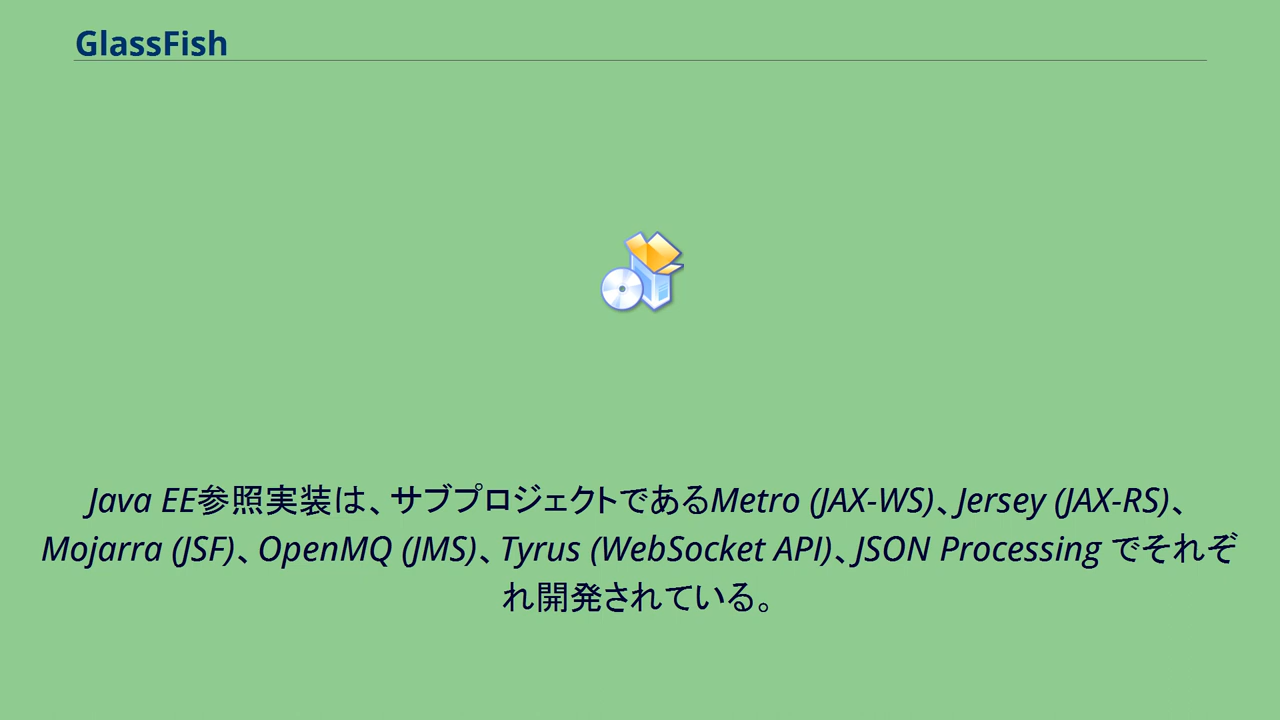 GlassFish
Java EE参照実装は、サブプロジェクトであるMetro (JAX-WS)、Jersey (JAX-RS)、
Mojarra (JSF)、OpenMQ (JMS)、Tyrus (WebSocket API)、JSON Processing でそれぞ
れ開発されている。